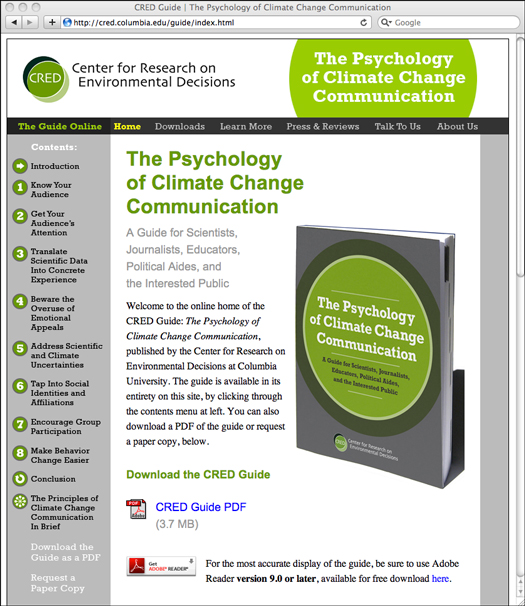 CRED Guide | The Psychology of Climate Change Communication
http://cred.columbia.edu/guide/index.html
Google
CRED
Center for Research on
Environmental Decisions
The Psychology
of Climate Change
Communication
The Guide Online
Home
Downloads
Learn More
Press & Reviews
Talk To Us
About Us
Contents:
Introduction
1 Know Your
Audience
2 Get Your
Audience's
Attention
3 Translate
Scientific Data
Into Concrete
Experience
4 Beware the
Overuse of
Emotional
Appeals
5 Address Scientific
and Climate
Uncertainties
6 Tap Into Social
Identities and
Affiliations
7 Encourage Group
Participation
8 Make Behavior
Change Easier
Conclusion
The Principles of
Climate Change
Communication
In Brief
Download the
Guide as a PDF
Request a
Paper Copy
The Psychology
of Climate Change
Communication
A Guide for Scientists,
Journalists, Educators,
Political Aides, and
the Interested Public
Welcome to the online home of the
CRED Guide: The Psychology of
Climate Change Communication,
published by the Center for Research on
Environmental Decisions at Columbia
University. The guide is available in its
entirety on this site, by clicking through
the contents menu at left. You can also
download a PDF of the guide or request
a paper copy, below.
The Psychology
of Climate Change
Communication
A Guide for Scientists, Journalists,
Educators, Political Aides,
and the Interested Public
CRED
Center for Research on
Environmental Decisions
Download the CRED Guide
PDF
Adobe
CRED Guide PDF
(3.7 MB)
Get
ADOBE® READER®
For the most accurate display of the guide, be sure to use Adobe
Reader version 9.0 or later, available for free download here.